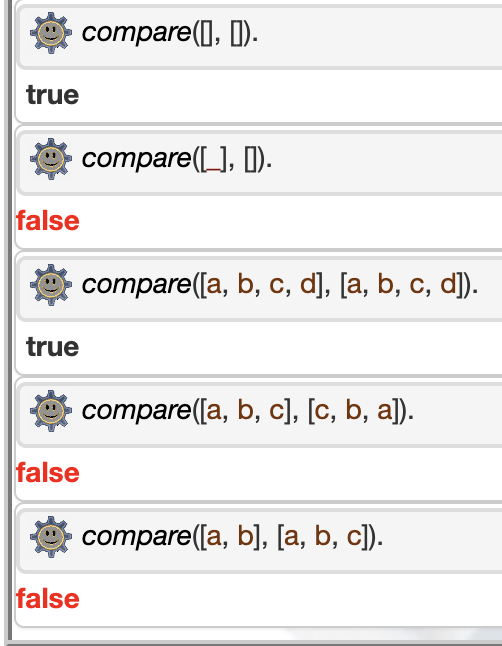 compare([], []).
true
compare([_], []).
false
compare([a, b, c, d], [a, b, c, d]).
true
compare([a, b, c], [c, b, a]).
false
compare([a, b], [a, b, c]).
false